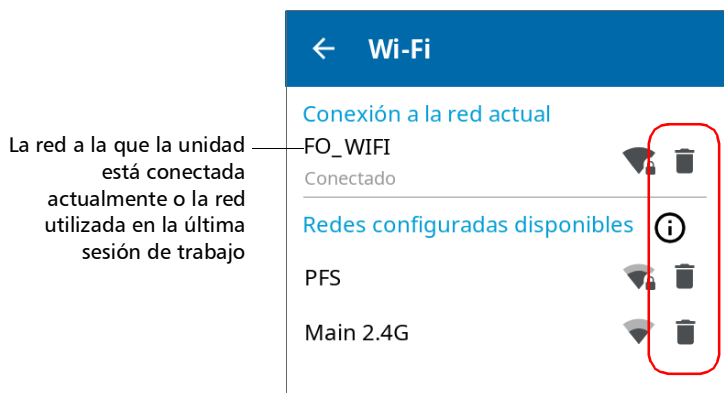 Wi-Fi
Conexión a la red actual
La red a la que la unidad
está conectada
actualmente o la red
utilizada en la última
sesión de trabajo
FO_WIFI
Conectado
Redes configuradas disponibles
PFS
Main 2.4G